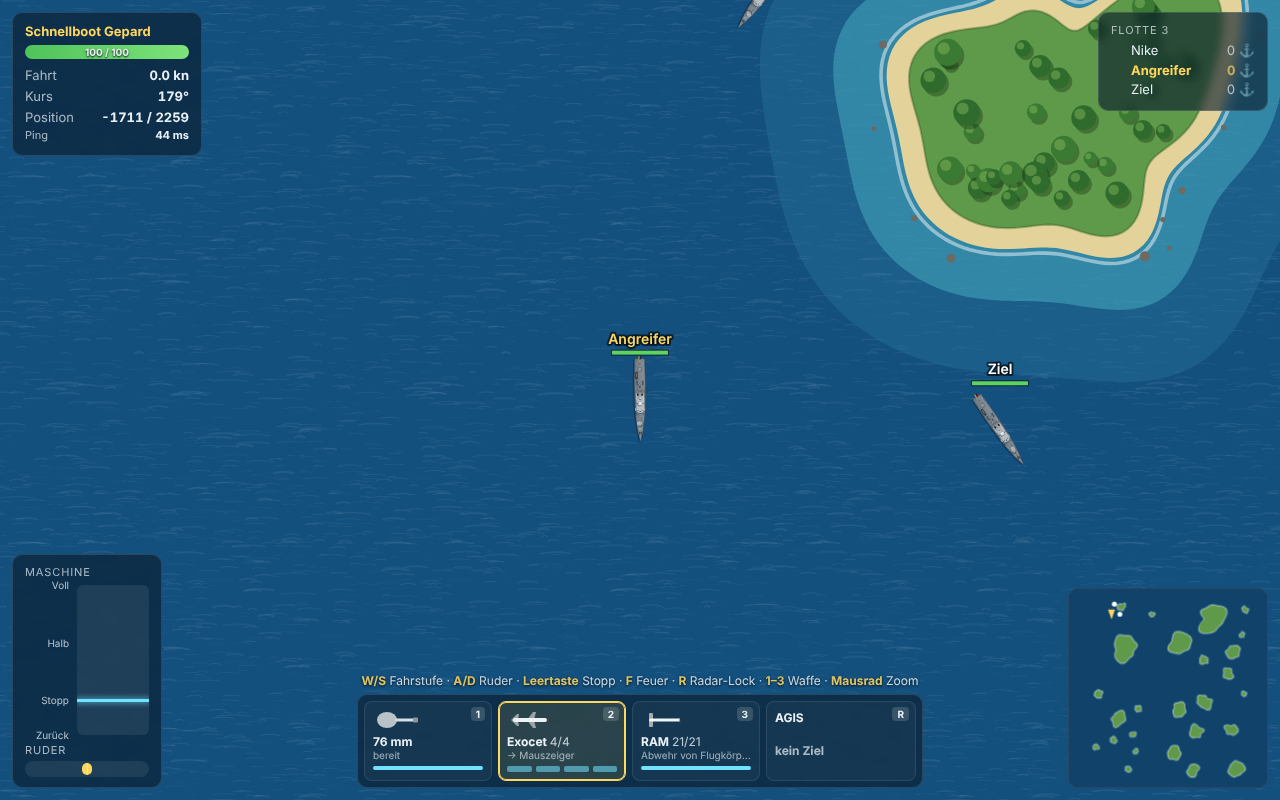 Schnellboot Gepard
100 / 100
Fahrt 0.0 kn
Kurs 179°
Position -1711 / 2259
Ping 44 ms
FLOTTE 3
Nike 0
Angreifer 0
Ziel 0
Angreifer
Ziel
MASCHINE
Voll
Halb
Stopp
Zurück
RUDER
W/S Fahrstufe · A/D Ruder · Leertaste Stopp · F Feuer · R Radar-Lock · 1–3 Waffe · Mausrad Zoom
1
76 mm
bereit
2
Exocet 4/4
→ Mauszeiger
3
RAM 21/21
Abwehr von Flugkörp...
AGIS R
kein Ziel